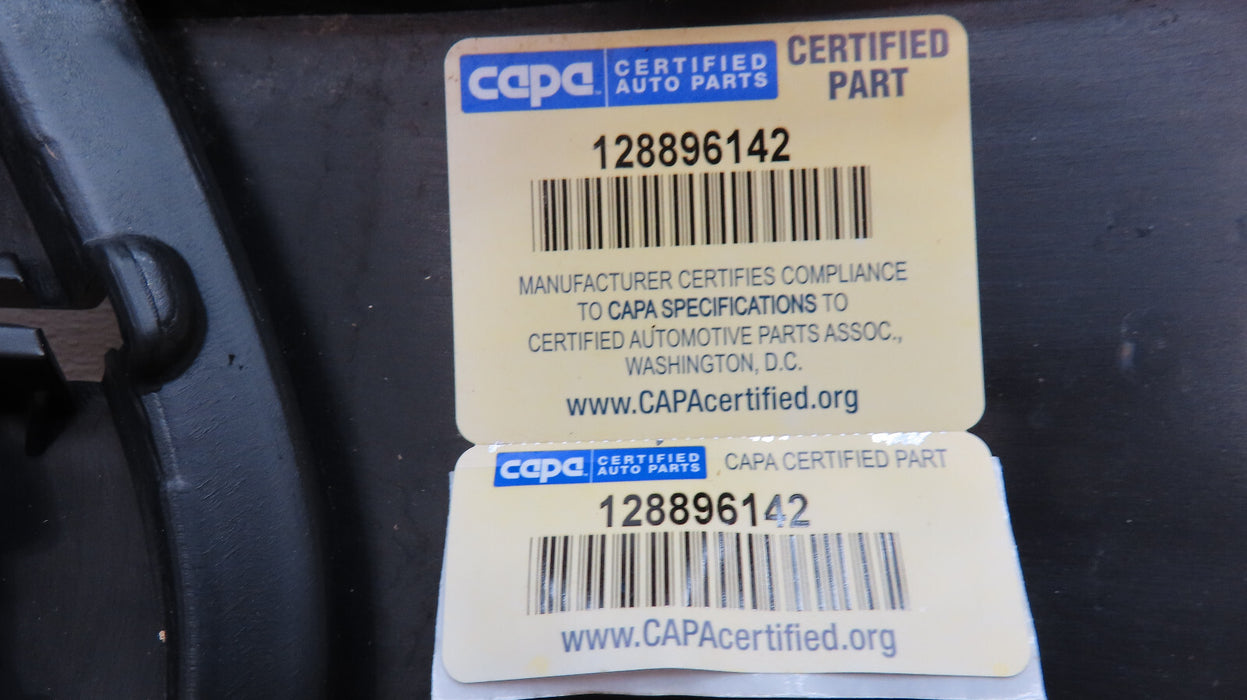 capa CERTIFIED AUTO PARTS CERTIFIED PART
128896142
MANUFACTURER CERTIFIES COMPLIANCE
TO CAPA SPECIFICATIONS TO
CERTIFIED AUTOMOTIVE PARTS ASSOC.,
WASHINGTON, D.C.
www.CAPAcertified.org
capa CERTIFIED AUTO PARTS CAPA CERTIFIED PART
128896142
www.CAPAcertified.org